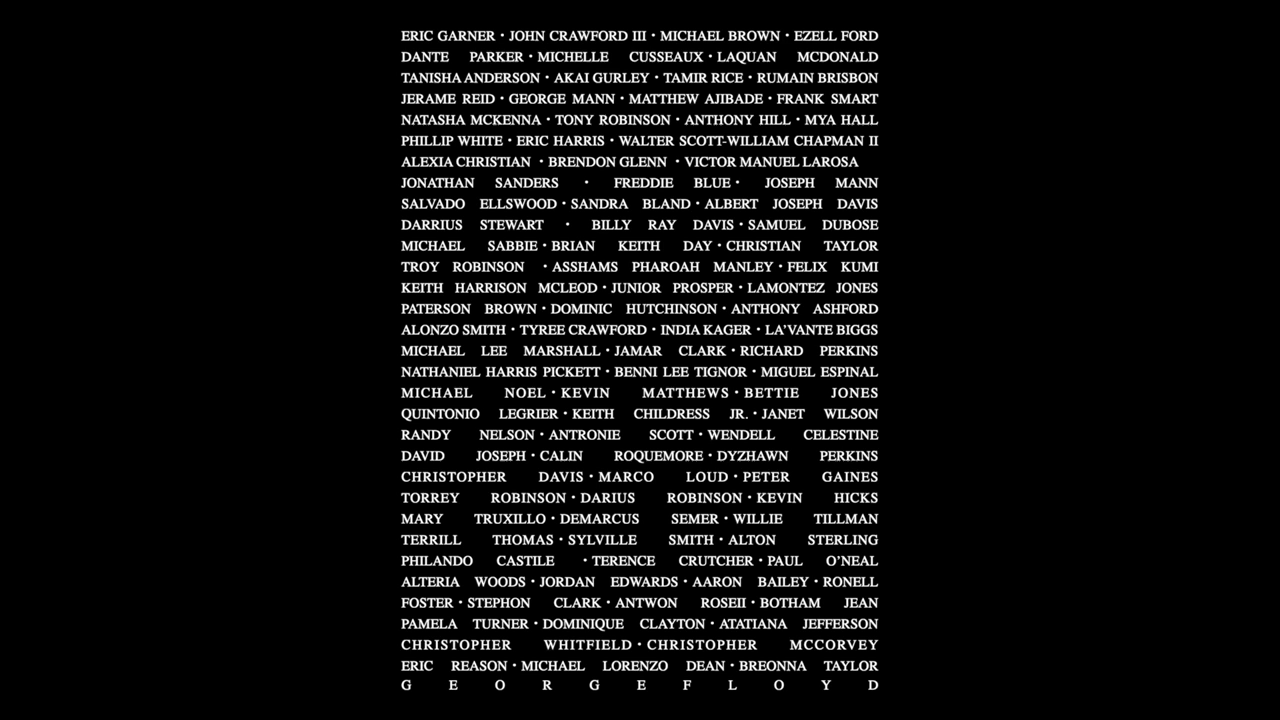 ERIC GARNER • JOHN CRAWFORD III • MICHAEL BROWN • EZELL FORD
DANTE PARKER • MICHELLE CUSSEAUX • LAQUAN MCDONALD
TANISHA ANDERSON • AKAI GURLEY • TAMIR RICE • RUMAIN BRISBON
JERAME REID • GEORGE MANN • MATTHEW AJIBADE • FRANK SMART
NATASHA MCKENNA • TONY ROBINSON • ANTHONY HILL • MYA HALL
PHILLIP WHITE • ERIC HARRIS • WALTER SCOTT-WILLIAM CHAPMAN II
ALEXIA CHRISTIAN • BRENDON GLENN • VICTOR MANUEL LAROSA
JONATHAN SANDERS • FREDDIE BLUE • JOSEPH MANN
SALVADO ELLSWOOD • SANDRA BLAND • ALBERT JOSEPH DAVIS
DARRIUS STEWART • BILLY RAY DAVIS • SAMUEL DUBOSE
MICHAEL SABBIE • BRIAN KEITH DAY • CHRISTIAN TAYLOR
TROY ROBINSON • ASSHAMS PHAROAH MANLEY • FELIX KUMI
KEITH HARRISON MCLEOD • JUNIOR PROSPER • LAMONTEZ JONES
PATERSON BROWN • DOMINIC HUTCHINSON • ANTHONY ASHFORD
ALONZO SMITH • TYREE CRAWFORD • INDIA KAGER • LA'VANTE BIGGS
MICHAEL LEE MARSHALL • JAMAR CLARK • RICHARD PERKINS
NATHANIEL HARRIS PICKETT • BENNI LEE TIGNOR • MIGUEL ESPINAL
MICHAEL NOEL • KEVIN MATTHEWS • BETTIE JONES
QUINTONIO LEGRIER • KEITH CHILDRESS JR. • JANET WILSON
RANDY NELSON • ANTRONIE SCOTT • WENDELL CELESTINE
DAVID JOSEPH • CALIN ROQUEMORE • DYZHAWN PERKINS
CHRISTOPHER DAVIS • MARCO LOUD • PETER GAINES
TORREY ROBINSON • DARIUS ROBINSON • KEVIN HICKS
MARY TRUXILLO • DEMARCUS SEMER • WILLIE TILLMAN
TERRILL THOMAS • SYLVILLE SMITH • ALTON STERLING
PHILANDO CASTILE • TERENCE CRUTCHER • PAUL O'NEAL
ALTERIA WOODS • JORDAN EDWARDS • AARON BAILEY • RONELL
FOSTER • STEPHON CLARK • ANTWON ROSEII • BOTHAM JEAN
PAMELA TURNER • DOMINIQUE CLAYTON • ATATIANA JEFFERSON
CHRISTOPHER WHITFIELD • CHRISTOPHER MCCORVEY
ERIC REASON • MICHAEL LORENZO DEAN • BREONNA TAYLOR
G E O R G E F L O Y D